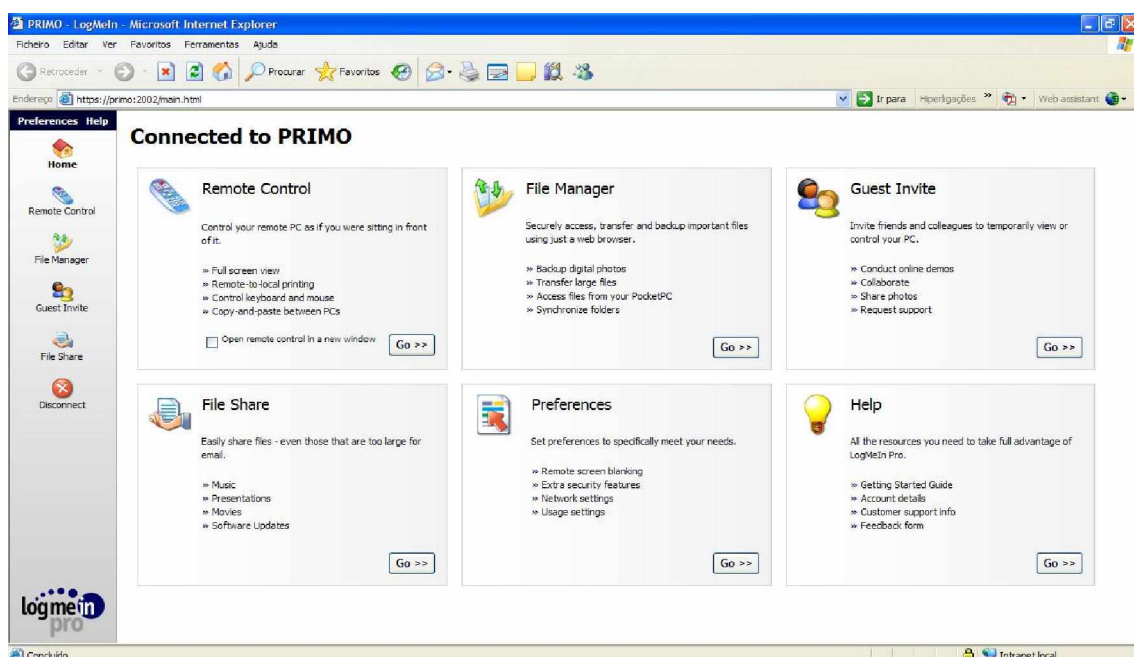 PRIMO - LogMeIn - Microsoft Internet Explorer
Ficheiro Editar Ver Favoritos Ferramentas Ajuda
Retroceder Procurar Favoritos
Endereço https://primo:2002/main.html Ir para Hiperligações » Web assistant
Preferences Help
Home
Remote Control
File Manager
Guest Invite
File Share
Disconnect
logmein
pro
Connected to PRIMO
Remote Control
Control your remote PC as if you were sitting in front
of it.
» Full screen view
» Remote-to-local printing
» Control keyboard and mouse
» Copy-and-paste between PCs
Open remote control in a new window Go >>
File Manager
Securely access, transfer and backup important files
using just a web browser.
» Backup digital photos
» Transfer large files
» Access files from your PocketPC
» Synchronize folders
Go >>
Guest Invite
Invite friends and colleagues to temporarily view or
control your PC.
» Conduct online demos
» Collaborate
» Share photos
» Request support
Go >>
File Share
Easily share files - even those that are too large for
email.
» Music
» Presentations
» Movies
» Software Updates
Go >>
Preferences
Set preferences to specifically meet your needs.
» Remote screen blanking
» Extra security features
» Network settings
» Usage settings
Go >>
Help
All the resources you need to take full advantage of
LogMeIn Pro.
» Getting Started Guide
» Account details
» Customer support info
» Feedback form
Go >>
Concluído Intranet local